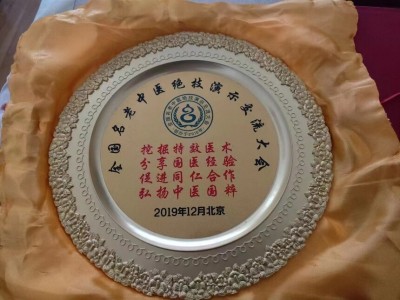 全国名老中医绝技演示交流大会
挖掘特效医术
分享国医经验
促进同仁合作
弘扬中医国粹
2019年12月北京